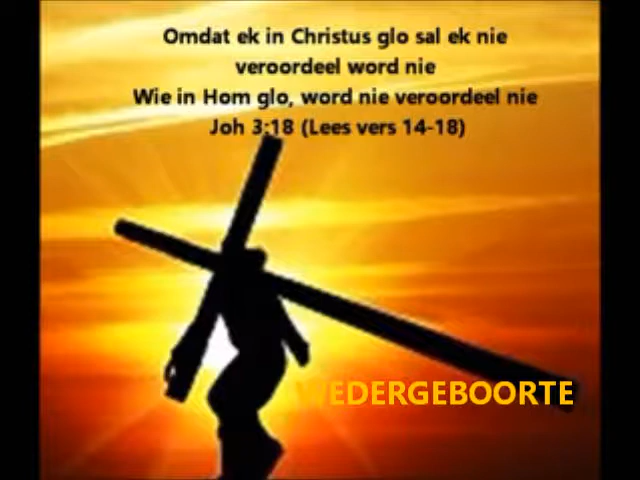 Omdat ek in Christus glo sal ek nie
veroordeel word nie
Wie in Hom glo, word nie veroordeel nie
Joh 3:18 (Lees vers 14-18)
WEDERGEBOORTE